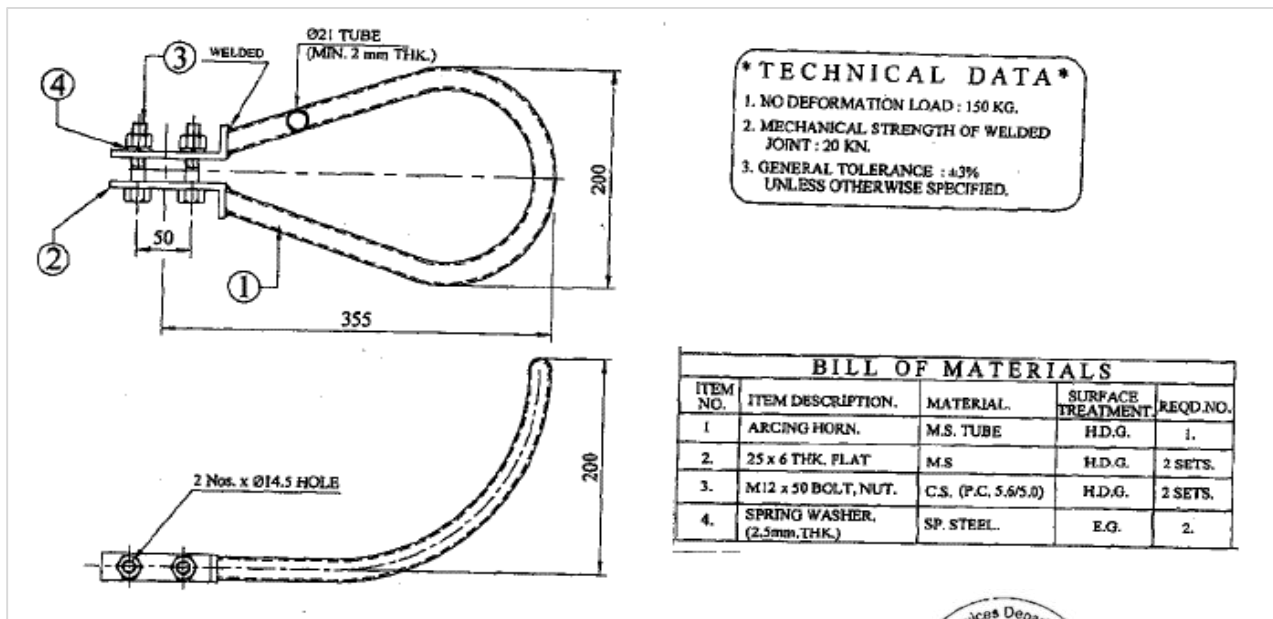 Ø21 TUBE
(MIN. 2 mm THK.)
WELDED
3
4
2
1
50
355
200
*TECHNICAL DATA*
1. NO DEFORMATION LOAD : 150 KG.
2. MECHANICAL STRENGTH OF WELDED
JOINT : 20 KN.
3. GENERAL TOLERANCE : ±3%
UNLESS OTHERWISE SPECIFIED.
2 Nos. x Ø14.5 HOLE
200
BILL OF MATERIALS
ITEM NO. ITEM DESCRIPTION. MATERIAL. SURFACE TREATMENT. REQD.NO.
1 ARCING HORN. M.S. TUBE H.D.G. 1.
2. 25 x 6 THK. FLAT M.S H.D.G. 2 SETS.
3. M12 x 50 BOLT, NUT. C.S. (P.C. 5.6/5.0) H.D.G. 2 SETS.
4. SPRING WASHER. (2.5mm.THK.) SP. STEEL. E.G. 2.